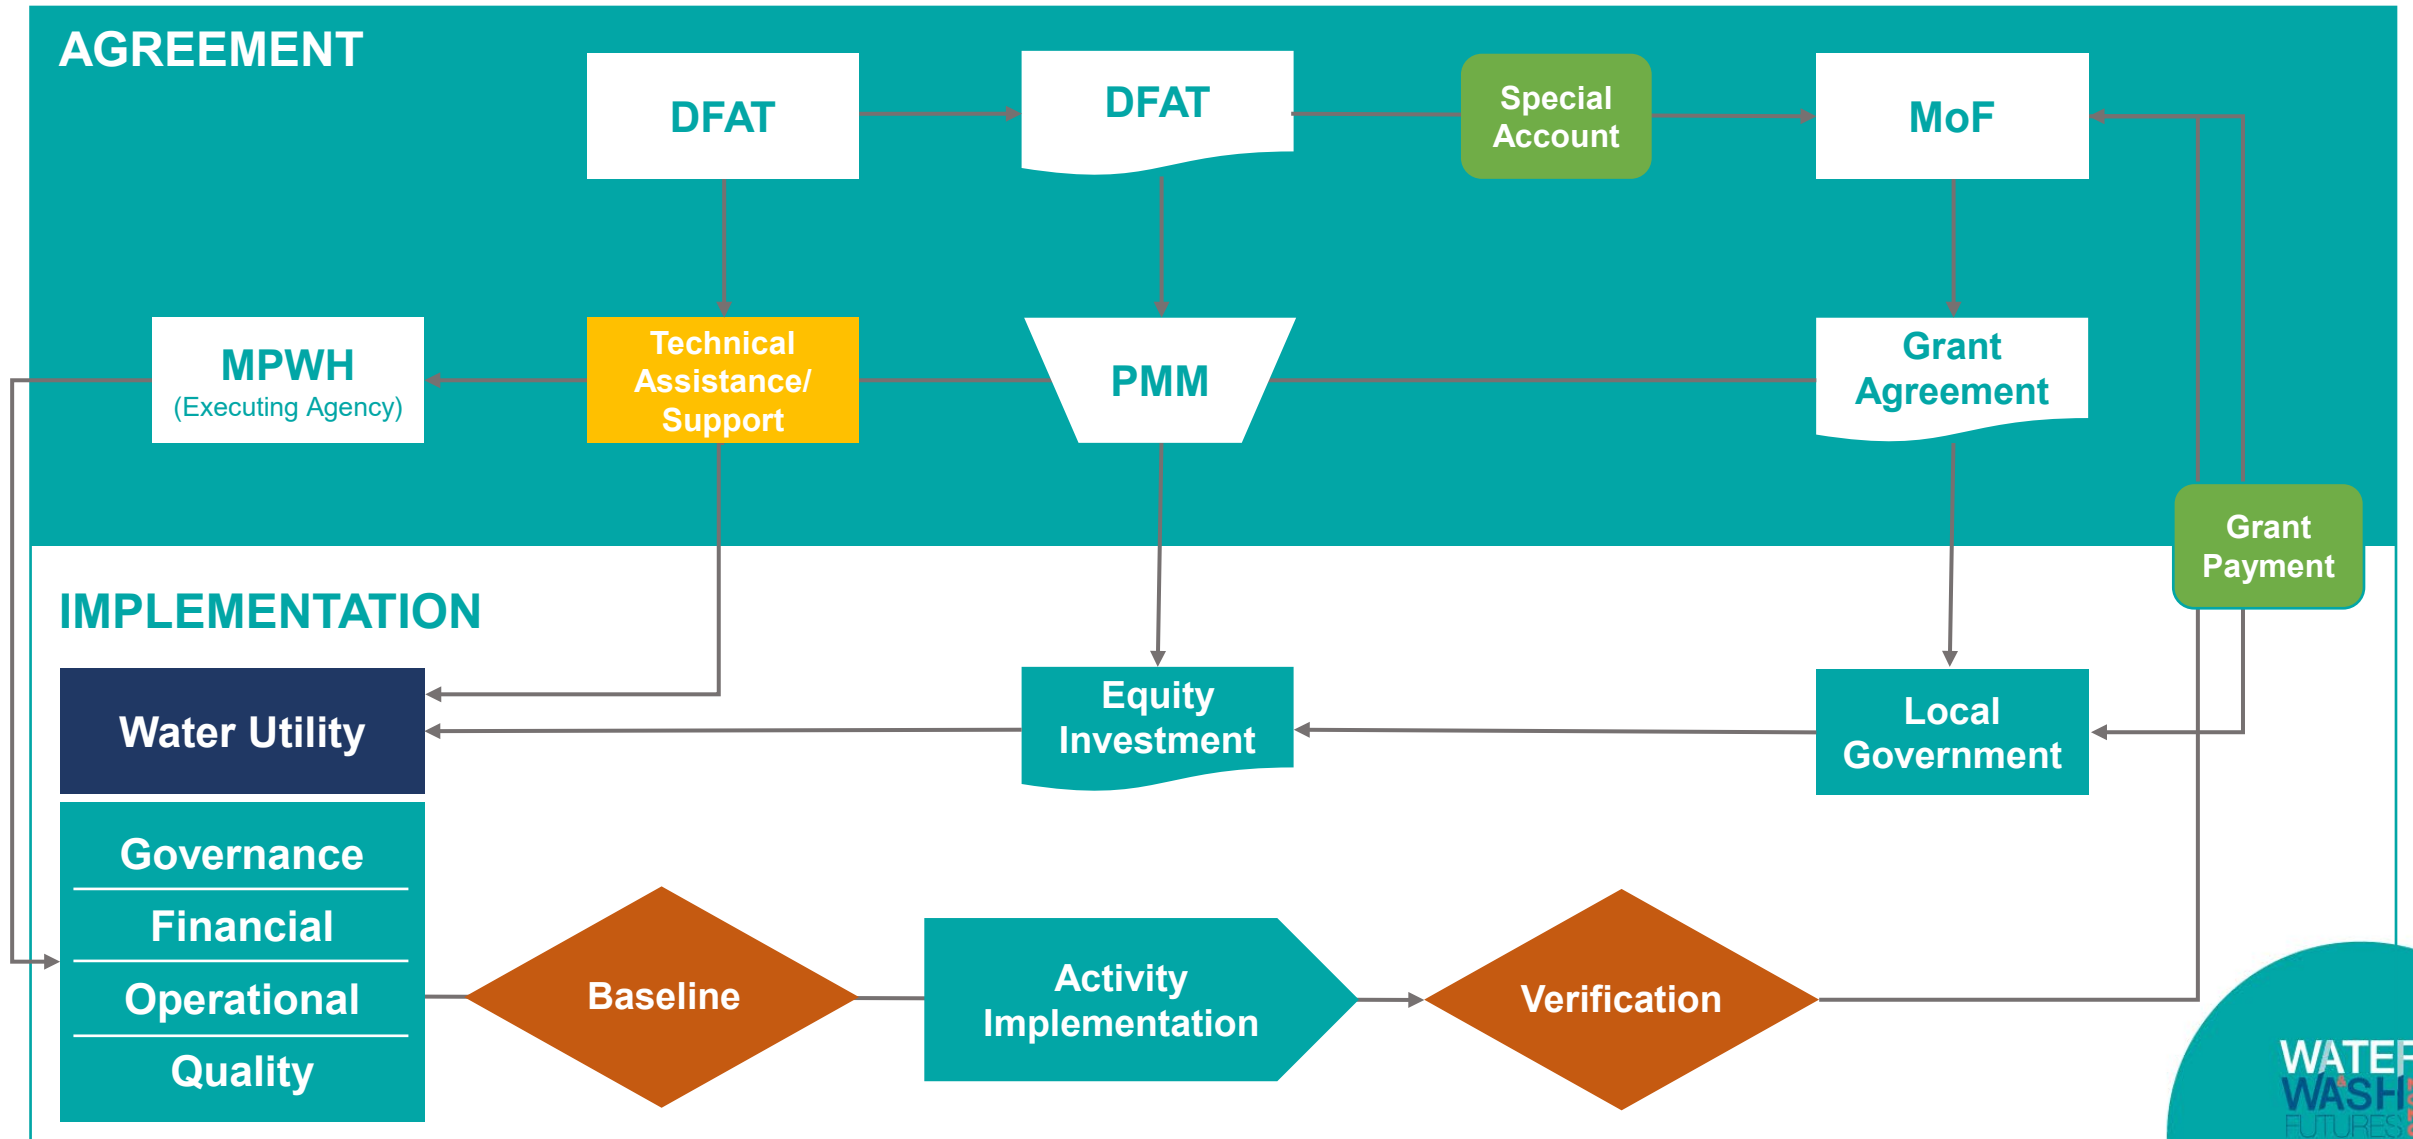 AGREEMENT
DFAT
DFAT
Special
Account
MoF
MPWH
(Executing Agency)
Technical
Assistance/
Support
PMM
Grant
Agreement
Grant
Payment
IMPLEMENTATION
Water Utility
Equity
Investment
Local
Government
Governance
Financial
Operational
Quality
Baseline
Activity
Implementation
Verification
WATER
&
WASH
FUTURES